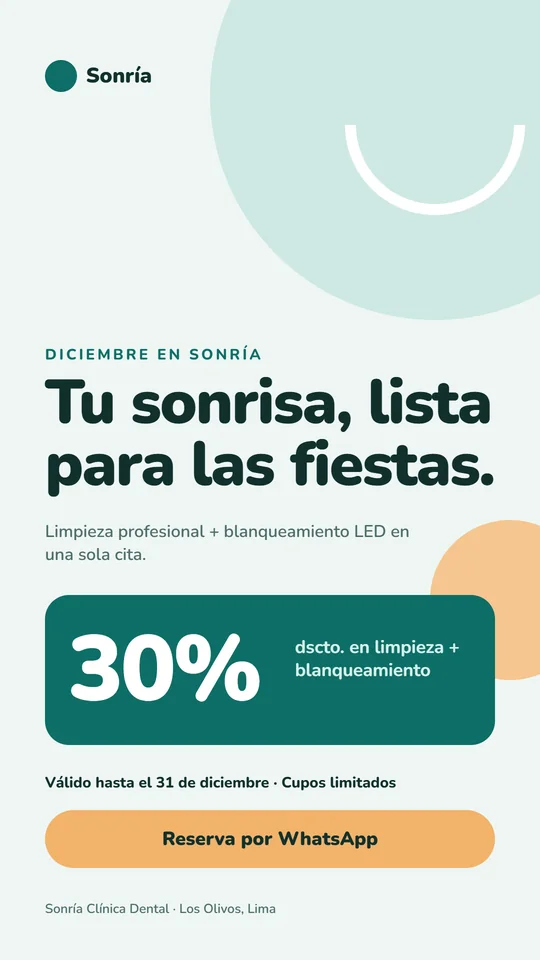 Sonría
DICIEMBRE EN SONRÍA
Tu sonrisa, lista
para las fiestas.
Limpieza profesional + blanqueamiento LED en
una sola cita.
30%
dscto. en limpieza +
blanqueamiento
Válido hasta el 31 de diciembre · Cupos limitados
Reserva por WhatsApp
Sonría Clínica Dental · Los Olivos, Lima